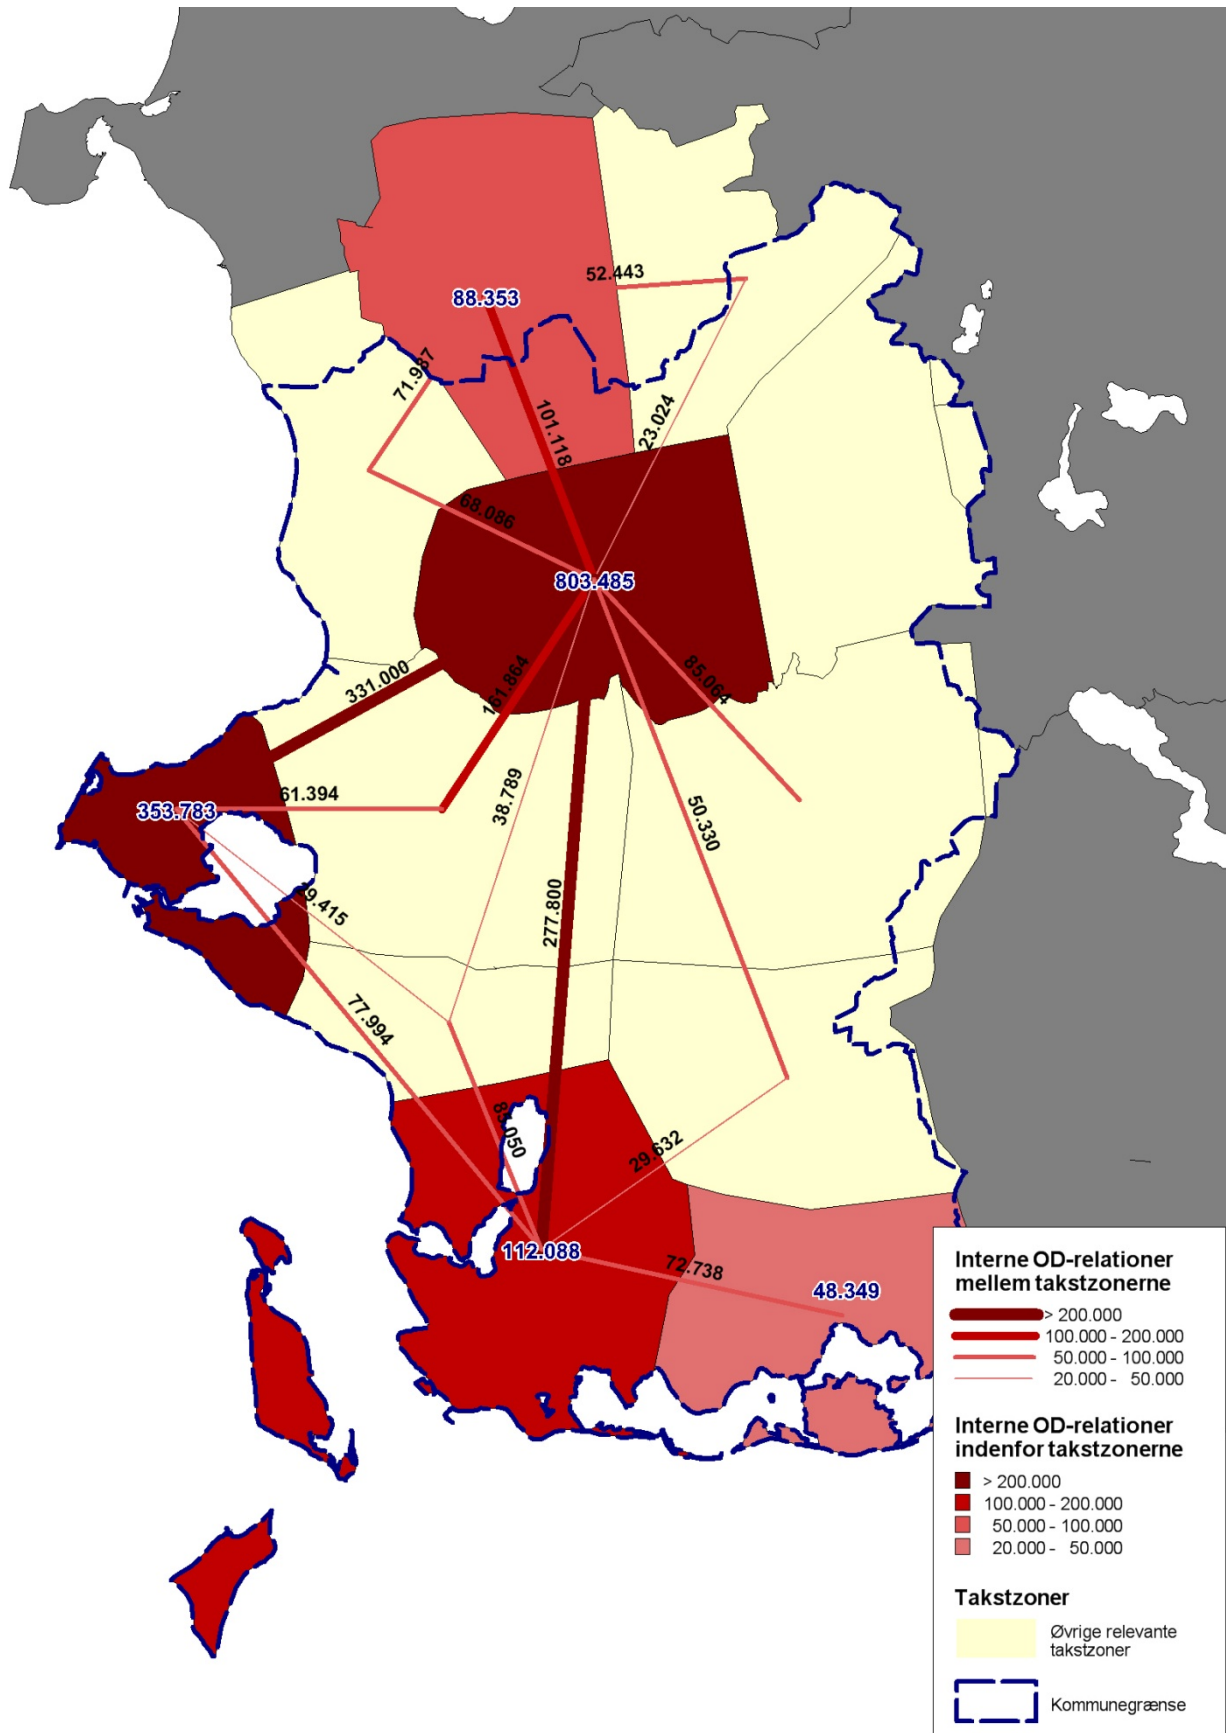 52.443
88.353
71.987
101.118
23.024
68.086
803.485
331.000
161.864
85.064
353.783
61.394
38.789
50.330
277.800
77.994
85.050
29.632
112.088
72.738
48.349
Interne OD-relationer
mellem takstzonerne
> 200.000
100.000 - 200.000
50.000 - 100.000
20.000 - 50.000
Interne OD-relationer
indenfor takstzonerne
> 200.000
100.000 - 200.000
50.000 - 100.000
20.000 - 50.000
Takstzoner
Øvrige relevante
takstzoner
Kommunegrænse